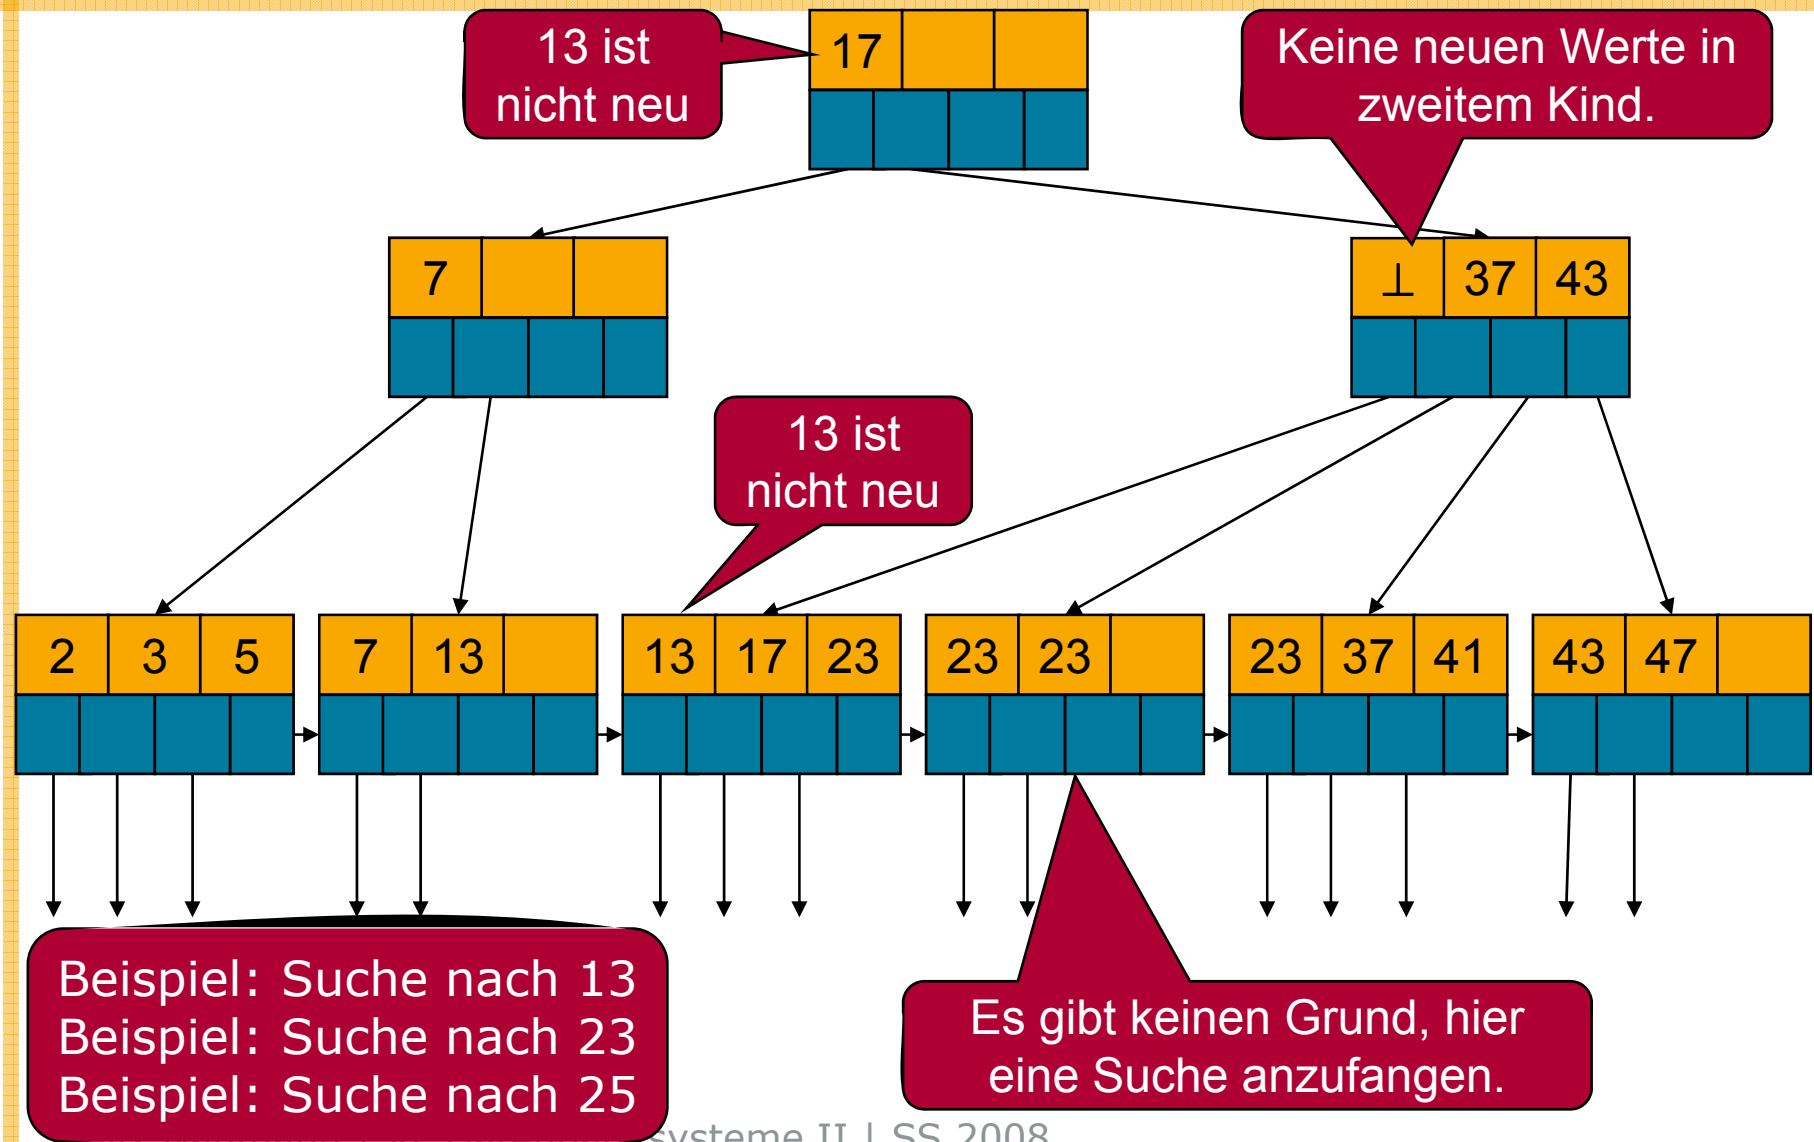 13 ist
nicht neu
17
Keine neuen Werte in
zweitem Kind.
7
⊥ 37 43
13 ist
nicht neu
2 3 5
7 13
13 17 23
23 23
23 37 41
43 47
Beispiel: Suche nach 13
Beispiel: Suche nach 23
Beispiel: Suche nach 25
Es gibt keinen Grund, hier
eine Suche anzufangen.
systeme II | SS 2008